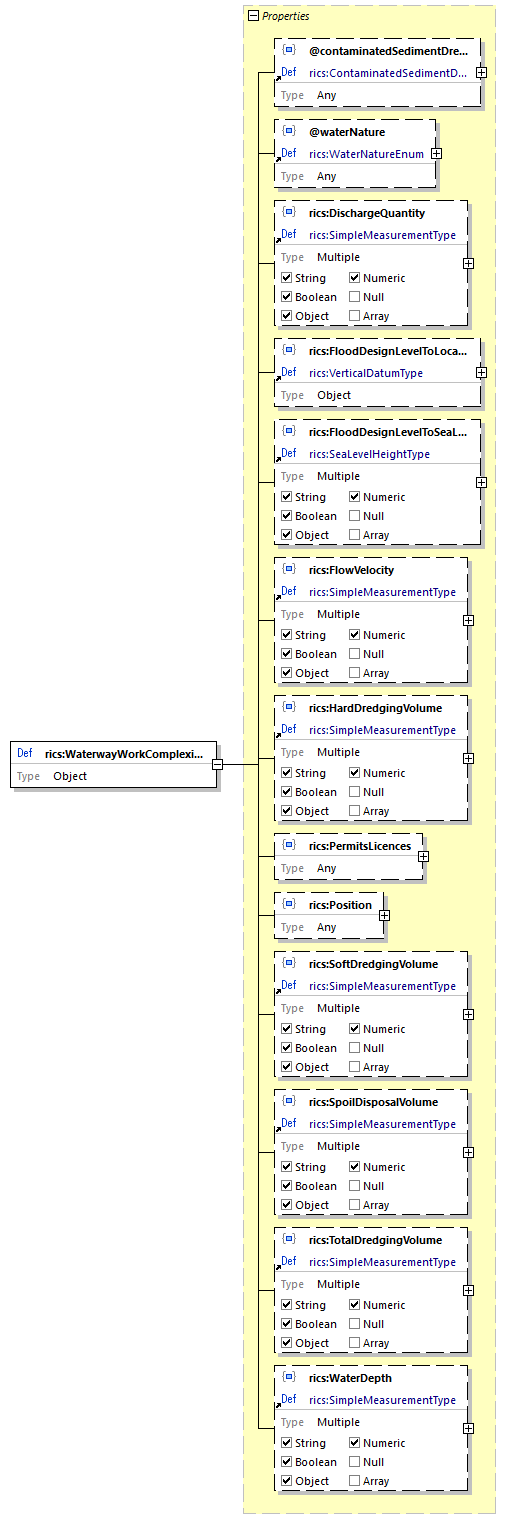 Properties
@contaminatedSedimentDre...
Def rics:ContaminatedSedimentD...
Type Any
@waterNature
Def rics:WaterNatureEnum
Type Any
rics:DischargeQuantity
Def rics:SimpleMeasurementType
Type Multiple
String Numeric
Boolean Null
Object Array
rics:FloodDesignLevelToLoca...
Def rics:VerticalDatumType
Type Object
rics:FloodDesignLevelToSeaL...
Def rics:SeaLevelHeightType
Type Multiple
String Numeric
Boolean Null
Object Array
rics:FlowVelocity
Def rics:SimpleMeasurementType
Type Multiple
String Numeric
Boolean Null
Object Array
rics:HardDredgingVolume
Def rics:SimpleMeasurementType
Type Multiple
String Numeric
Boolean Null
Object Array
Def rics:WaterwayWorkComplexi...
Type Object
rics:PermitsLicences
Type Any
rics:Position
Type Any
rics:SoftDredgingVolume
Def rics:SimpleMeasurementType
Type Multiple
String Numeric
Boolean Null
Object Array
rics:SpoilDisposalVolume
Def rics:SimpleMeasurementType
Type Multiple
String Numeric
Boolean Null
Object Array
rics:TotalDredgingVolume
Def rics:SimpleMeasurementType
Type Multiple
String Numeric
Boolean Null
Object Array
rics:WaterDepth
Def rics:SimpleMeasurementType
Type Multiple
String Numeric
Boolean Null
Object Array